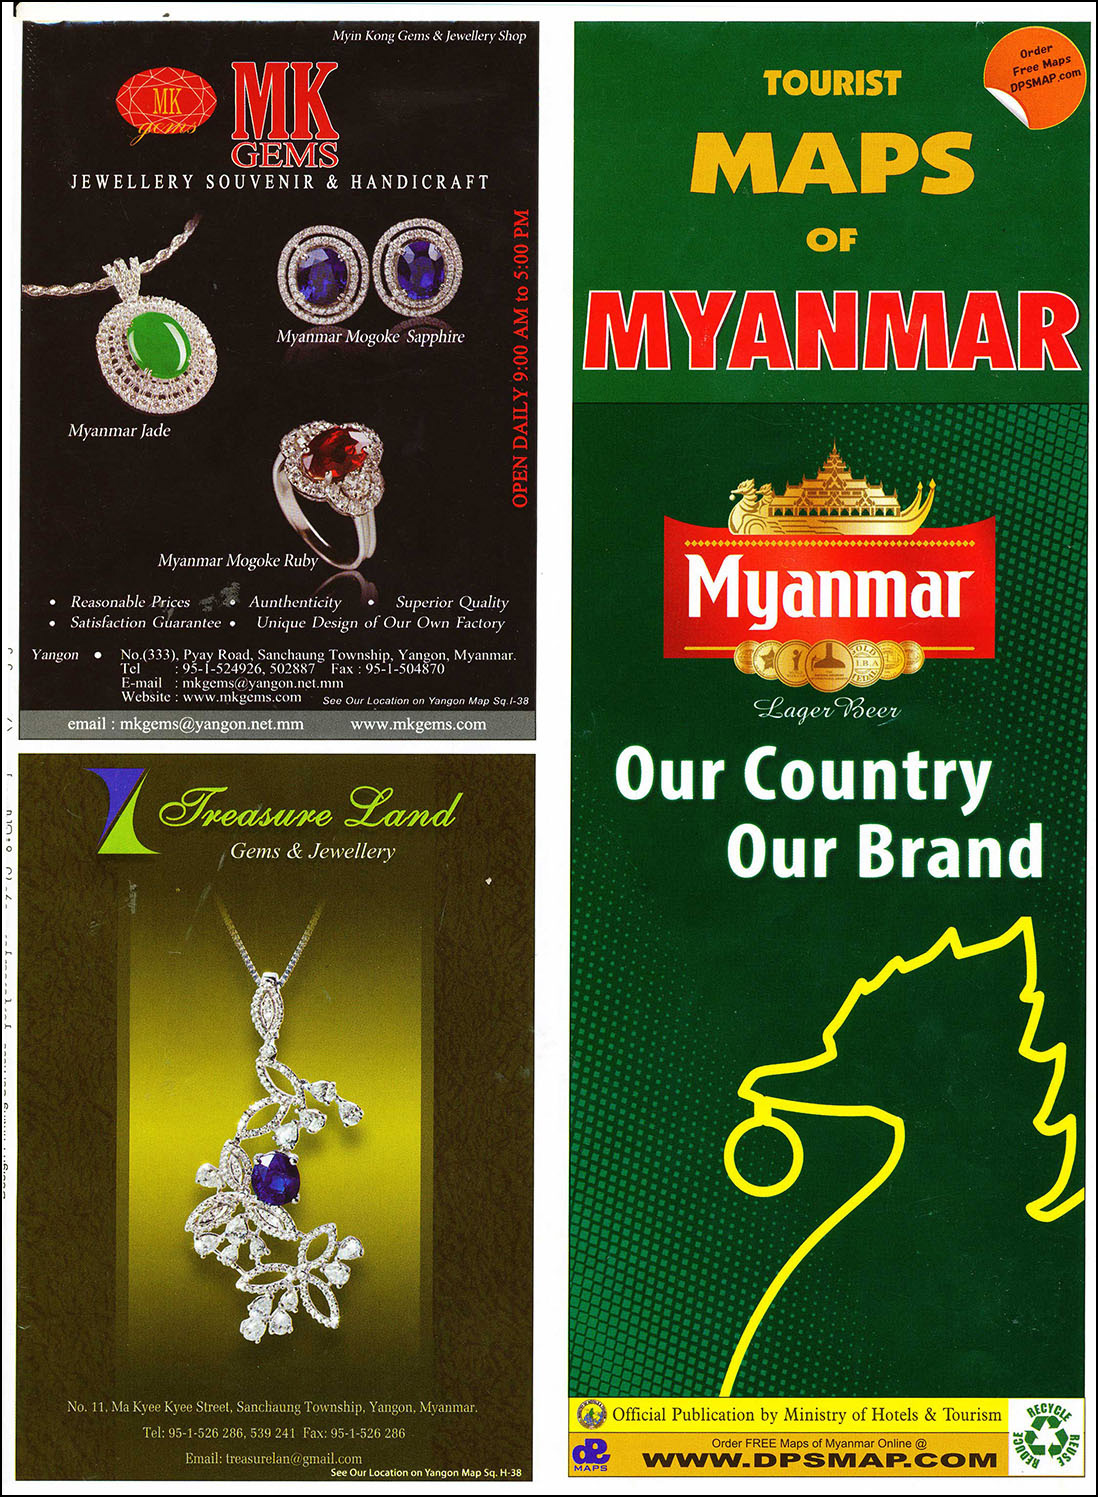 Myin Kong Gems & Jewellery Shop
MK
gems
MK
GEMS
JEWELLERY SOUVENIR & HANDICRAFT
Myanmar Mogoke Sapphire
Myanmar Jade
Myanmar Mogoke Ruby
OPEN DAILY 9:00 AM to 5:00 PM
• Reasonable Prices • Aunthenticity • Superior Quality
• Satisfaction Guarantee • Unique Design of Our Own Factory
Yangon • No.(333), Pyay Road, Sanchaung Township, Yangon, Myanmar.
Tel : 95-1-524926, 502887 Fax : 95-1-504870
E-mail : mkgems@yangon.net.mm
Website : www.mkgems.com See Our Location on Yangon Map Sq.I-38
email : mkgems@yangon.net.mm www.mkgems.com
Treasure Land
Gems & Jewellery
No. 11, Ma Kyee Kyee Street, Sanchaung Township, Yangon, Myanmar.
Tel: 95-1-526 286, 539 241 Fax: 95-1-526 286
Email: treasurelan@gmail.com
See Our Location on Yangon Map Sq. H-38
Order
Free Maps
DPSMAP.com
TOURIST
MAPS
OF
MYANMAR
Myanmar
GOLD
I.B.A
MEDAL
Lager Beer
Our Country
Our Brand
Official Publication by Ministry of Hotels & Tourism
MAPS
Order FREE Maps of Myanmar Online @
WWW.DPSMAP.COM
REDUCE
RECYCLE
REUSE